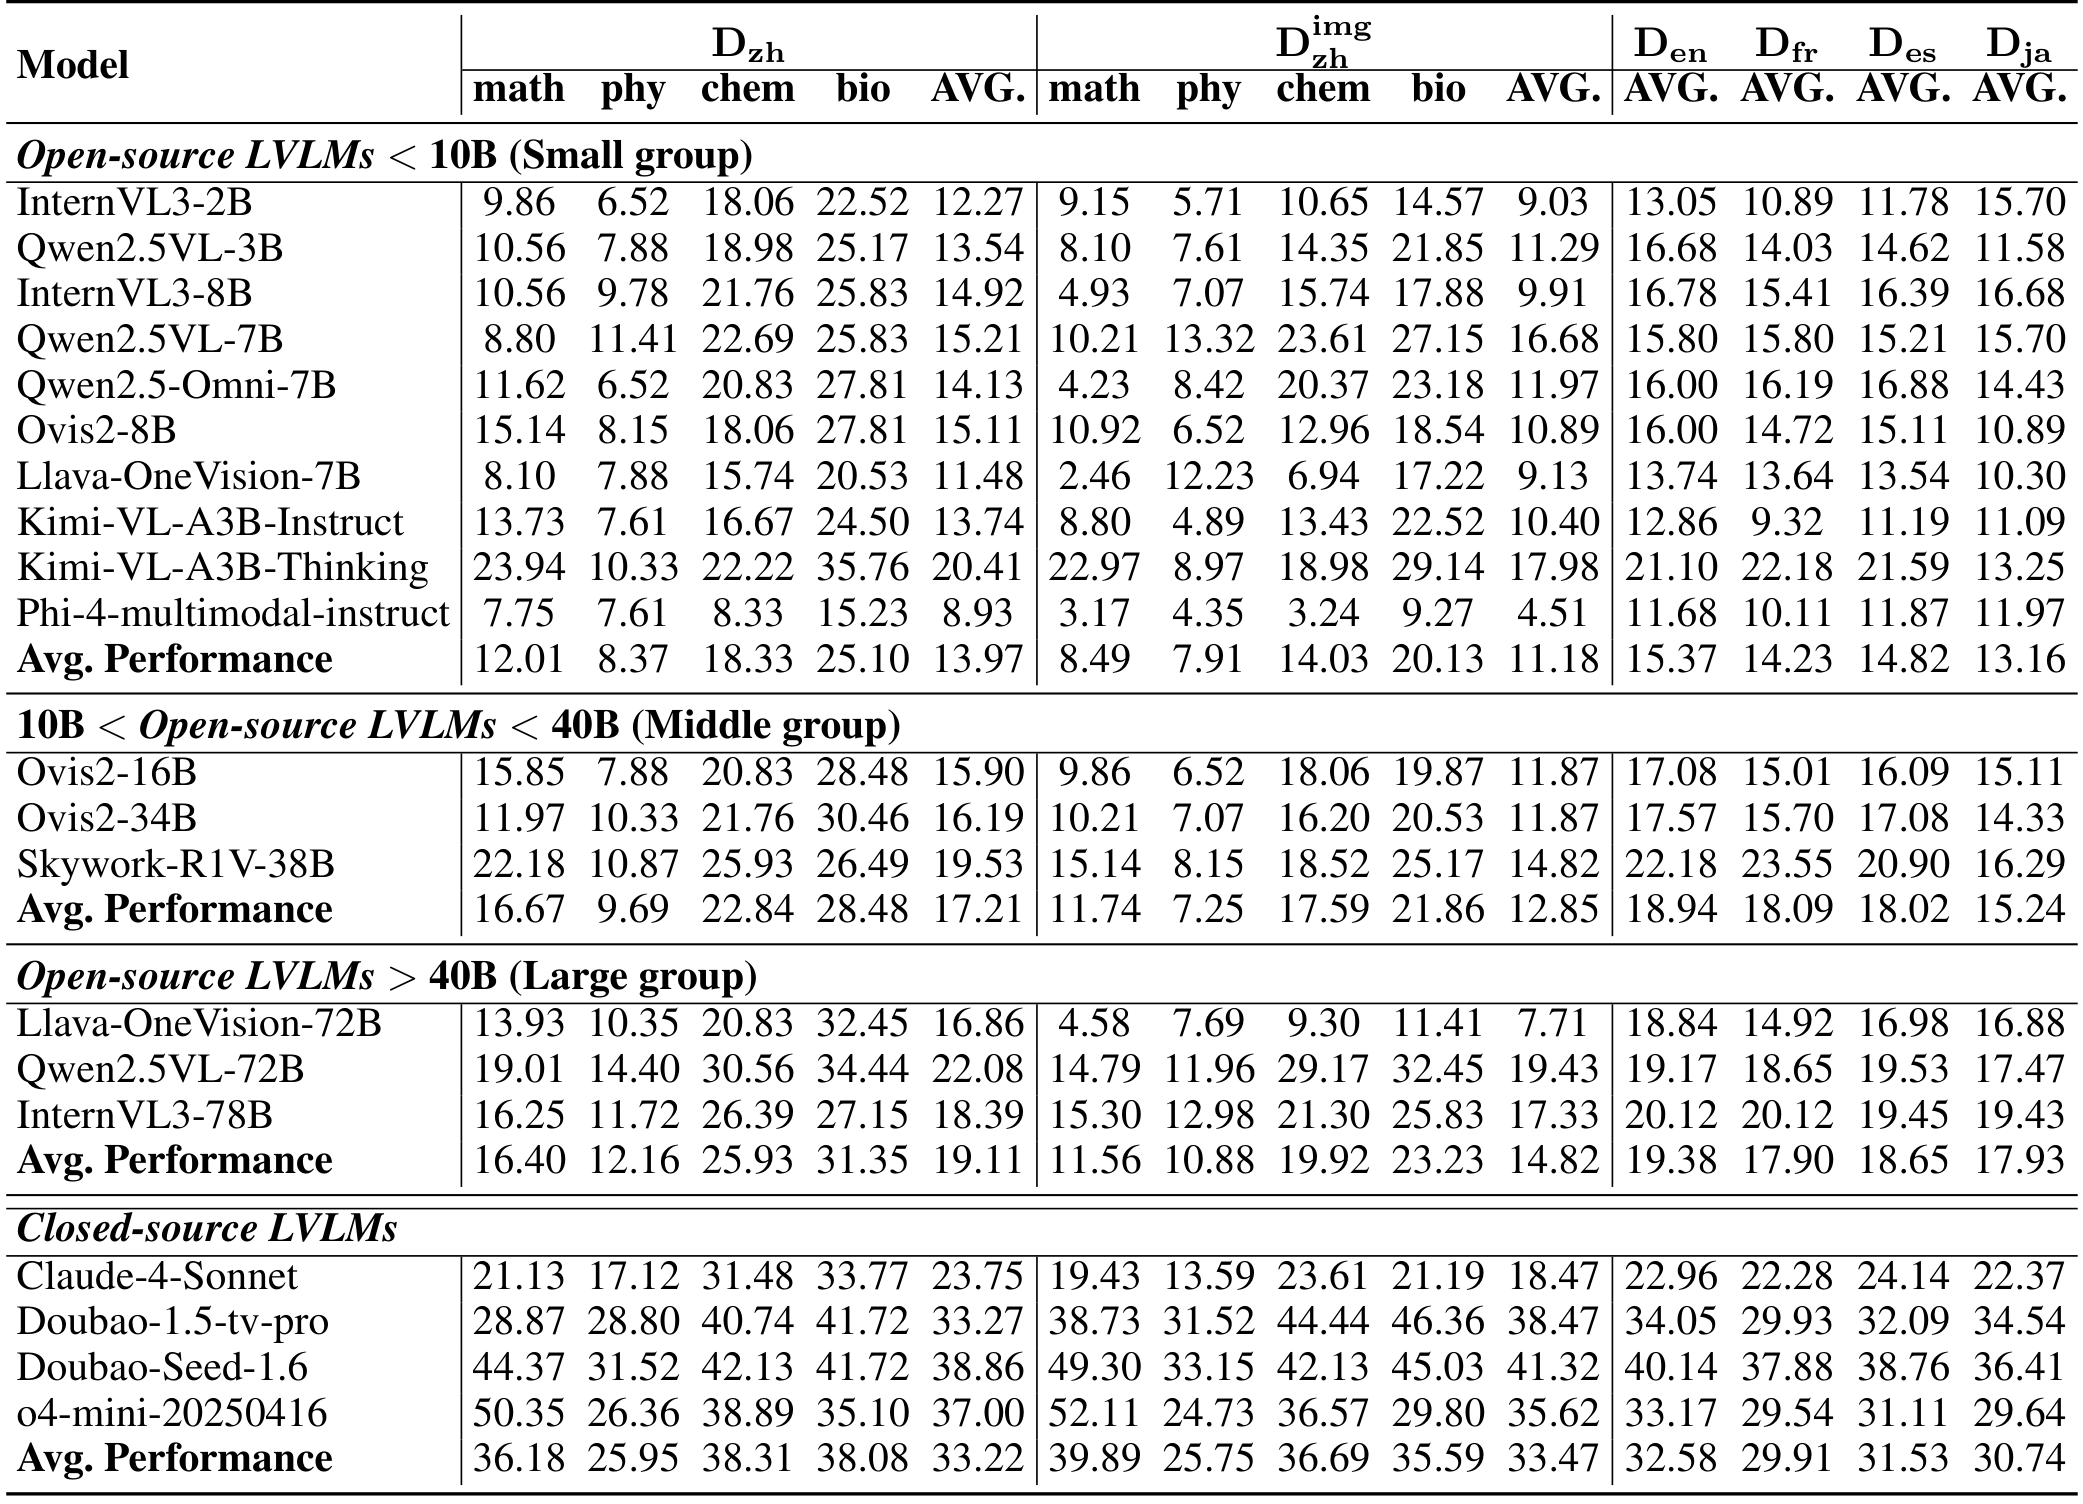 Model D_zh D_zh^img D_en D_fr D_es D_ja
math phy chem bio AVG. math phy chem bio AVG. AVG. AVG. AVG. AVG.
Open-source LVLMs < 10B (Small group)
InternVL3-2B 9.86 6.52 18.06 22.52 12.27 9.15 5.71 10.65 14.57 9.03 13.05 10.89 11.78 15.70
Qwen2.5VL-3B 10.56 7.88 18.98 25.17 13.54 8.10 7.61 14.35 21.85 11.29 16.68 14.03 14.62 11.58
InternVL3-8B 10.56 9.78 21.76 25.83 14.92 4.93 7.07 15.74 17.88 9.91 16.78 15.41 16.39 16.68
Qwen2.5VL-7B 8.80 11.41 22.69 25.83 15.21 10.21 13.32 23.61 27.15 16.68 15.80 15.80 15.21 15.70
Qwen2.5-Omni-7B 11.62 6.52 20.83 27.81 14.13 4.23 8.42 20.37 23.18 11.97 16.00 16.19 16.88 14.43
Ovis2-8B 15.14 8.15 18.06 27.81 15.11 10.92 6.52 12.96 18.54 10.89 16.00 14.72 15.11 10.89
Llava-OneVision-7B 8.10 7.88 15.74 20.53 11.48 2.46 12.23 6.94 17.22 9.13 13.74 13.64 13.54 10.30
Kimi-VL-A3B-Instruct 13.73 7.61 16.67 24.50 13.74 8.80 4.89 13.43 22.52 10.40 12.86 9.32 11.19 11.09
Kimi-VL-A3B-Thinking 23.94 10.33 22.22 35.76 20.41 22.97 8.97 18.98 29.14 17.98 21.10 22.18 21.59 13.25
Phi-4-multimodal-instruct 7.75 7.61 8.33 15.23 8.93 3.17 4.35 3.24 9.27 4.51 11.68 10.11 11.87 11.97
Avg. Performance 12.01 8.37 18.33 25.10 13.97 8.49 7.91 14.03 20.13 11.18 15.37 14.23 14.82 13.16
10B < Open-source LVLMs < 40B (Middle group)
Ovis2-16B 15.85 7.88 20.83 28.48 15.90 9.86 6.52 18.06 19.87 11.87 17.08 15.01 16.09 15.11
Ovis2-34B 11.97 10.33 21.76 30.46 16.19 10.21 7.07 16.20 20.53 11.87 17.57 15.70 17.08 14.33
Skywork-R1V-38B 22.18 10.87 25.93 26.49 19.53 15.14 8.15 18.52 25.17 14.82 22.18 23.55 20.90 16.29
Avg. Performance 16.67 9.69 22.84 28.48 17.21 11.74 7.25 17.59 21.86 12.85 18.94 18.09 18.02 15.24
Open-source LVLMs > 40B (Large group)
Llava-OneVision-72B 13.93 10.35 20.83 32.45 16.86 4.58 7.69 9.30 11.41 7.71 18.84 14.92 16.98 16.88
Qwen2.5VL-72B 19.01 14.40 30.56 34.44 22.08 14.79 11.96 29.17 32.45 19.43 19.17 18.65 19.53 17.47
InternVL3-78B 16.25 11.72 26.39 27.15 18.39 15.30 12.98 21.30 25.83 17.33 20.12 20.12 19.45 19.43
Avg. Performance 16.40 12.16 25.93 31.35 19.11 11.56 10.88 19.92 23.23 14.82 19.38 17.90 18.65 17.93
Closed-source LVLMs
Claude-4-Sonnet 21.13 17.12 31.48 33.77 23.75 19.43 13.59 23.61 21.19 18.47 22.96 22.28 24.14 22.37
Doubao-1.5-tv-pro 28.87 28.80 40.74 41.72 33.27 38.73 31.52 44.44 46.36 38.47 34.05 29.93 32.09 34.54
Doubao-Seed-1.6 44.37 31.52 42.13 41.72 38.86 49.30 33.15 42.13 45.03 41.32 40.14 37.88 38.76 36.41
o4-mini-20250416 50.35 26.36 38.89 35.10 37.00 52.11 24.73 36.57 29.80 35.62 33.17 29.54 31.11 29.64
Avg. Performance 36.18 25.95 38.31 38.08 33.22 39.89 25.75 36.69 35.59 33.47 32.58 29.91 31.53 30.74